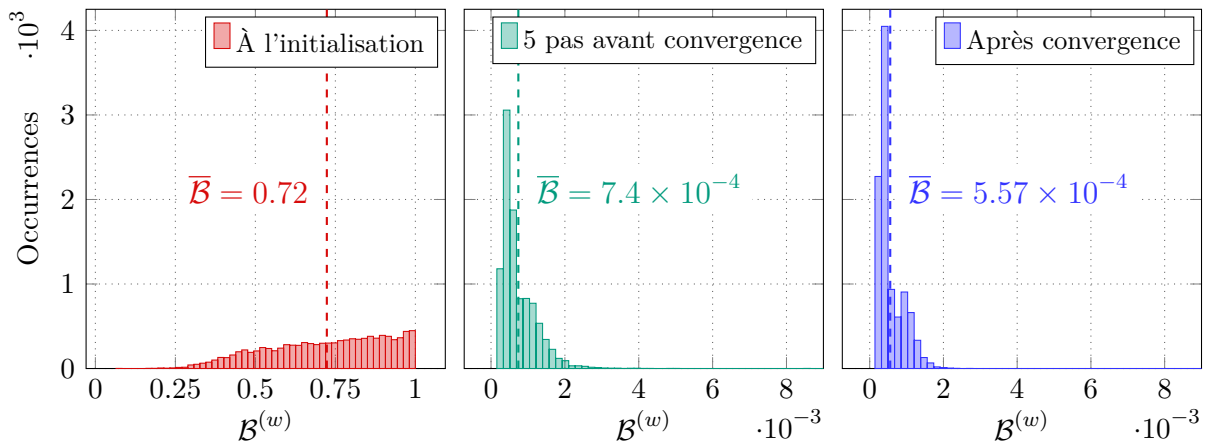 À l'initialisation
5 pas avant convergence
Après convergence
·10³
Occurrences
4
3
2
1
0
B̅ = 0.72
B̅ = 7.4 × 10⁻⁴
B̅ = 5.57 × 10⁻⁴
0 0.25 0.5 0.75 1
0 2 4 6 8
0 2 4 6 8
B⁽ʷ⁾
B⁽ʷ⁾ ·10⁻³
B⁽ʷ⁾ ·10⁻³